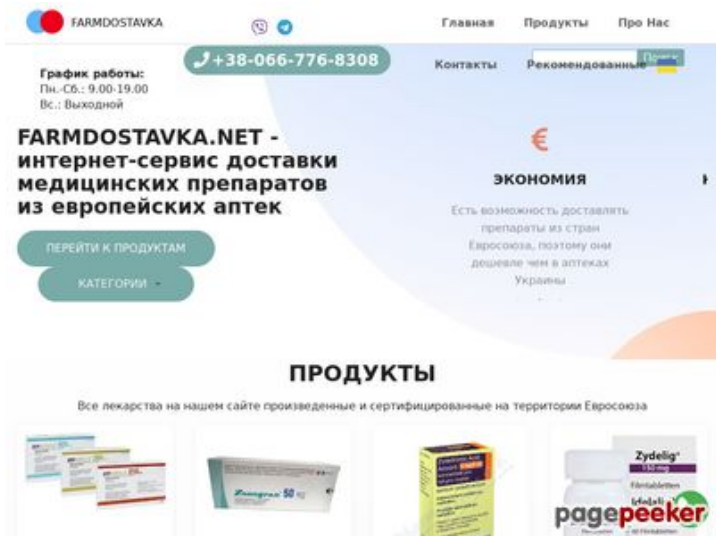 FARMDOSTAVKA
Главная Продукты Про Нас
+38-066-776-8308
Контакты Рекомендованные
Поиск
График работы:
Пн.-Сб.: 9.00-19.00
Вс.: Выходной
FARMDOSTAVKA.NET -
интернет-сервис доставки
медицинских препаратов
из европейских аптек
ПЕРЕЙТИ К ПРОДУКТАМ
КАТЕГОРИИ
€
ЭКОНОМИЯ
Есть возможность доставлять
препараты из стран
Евросоюза, поэтому они
дешевле чем в аптеках
Украины
ПРОДУКТЫ
Все лекарства на нашем сайте произведенные и сертифицированные на территории Евросоюза
Zonegran 50
Zydelig
150 mg
Filmtabletten
pagepeeker